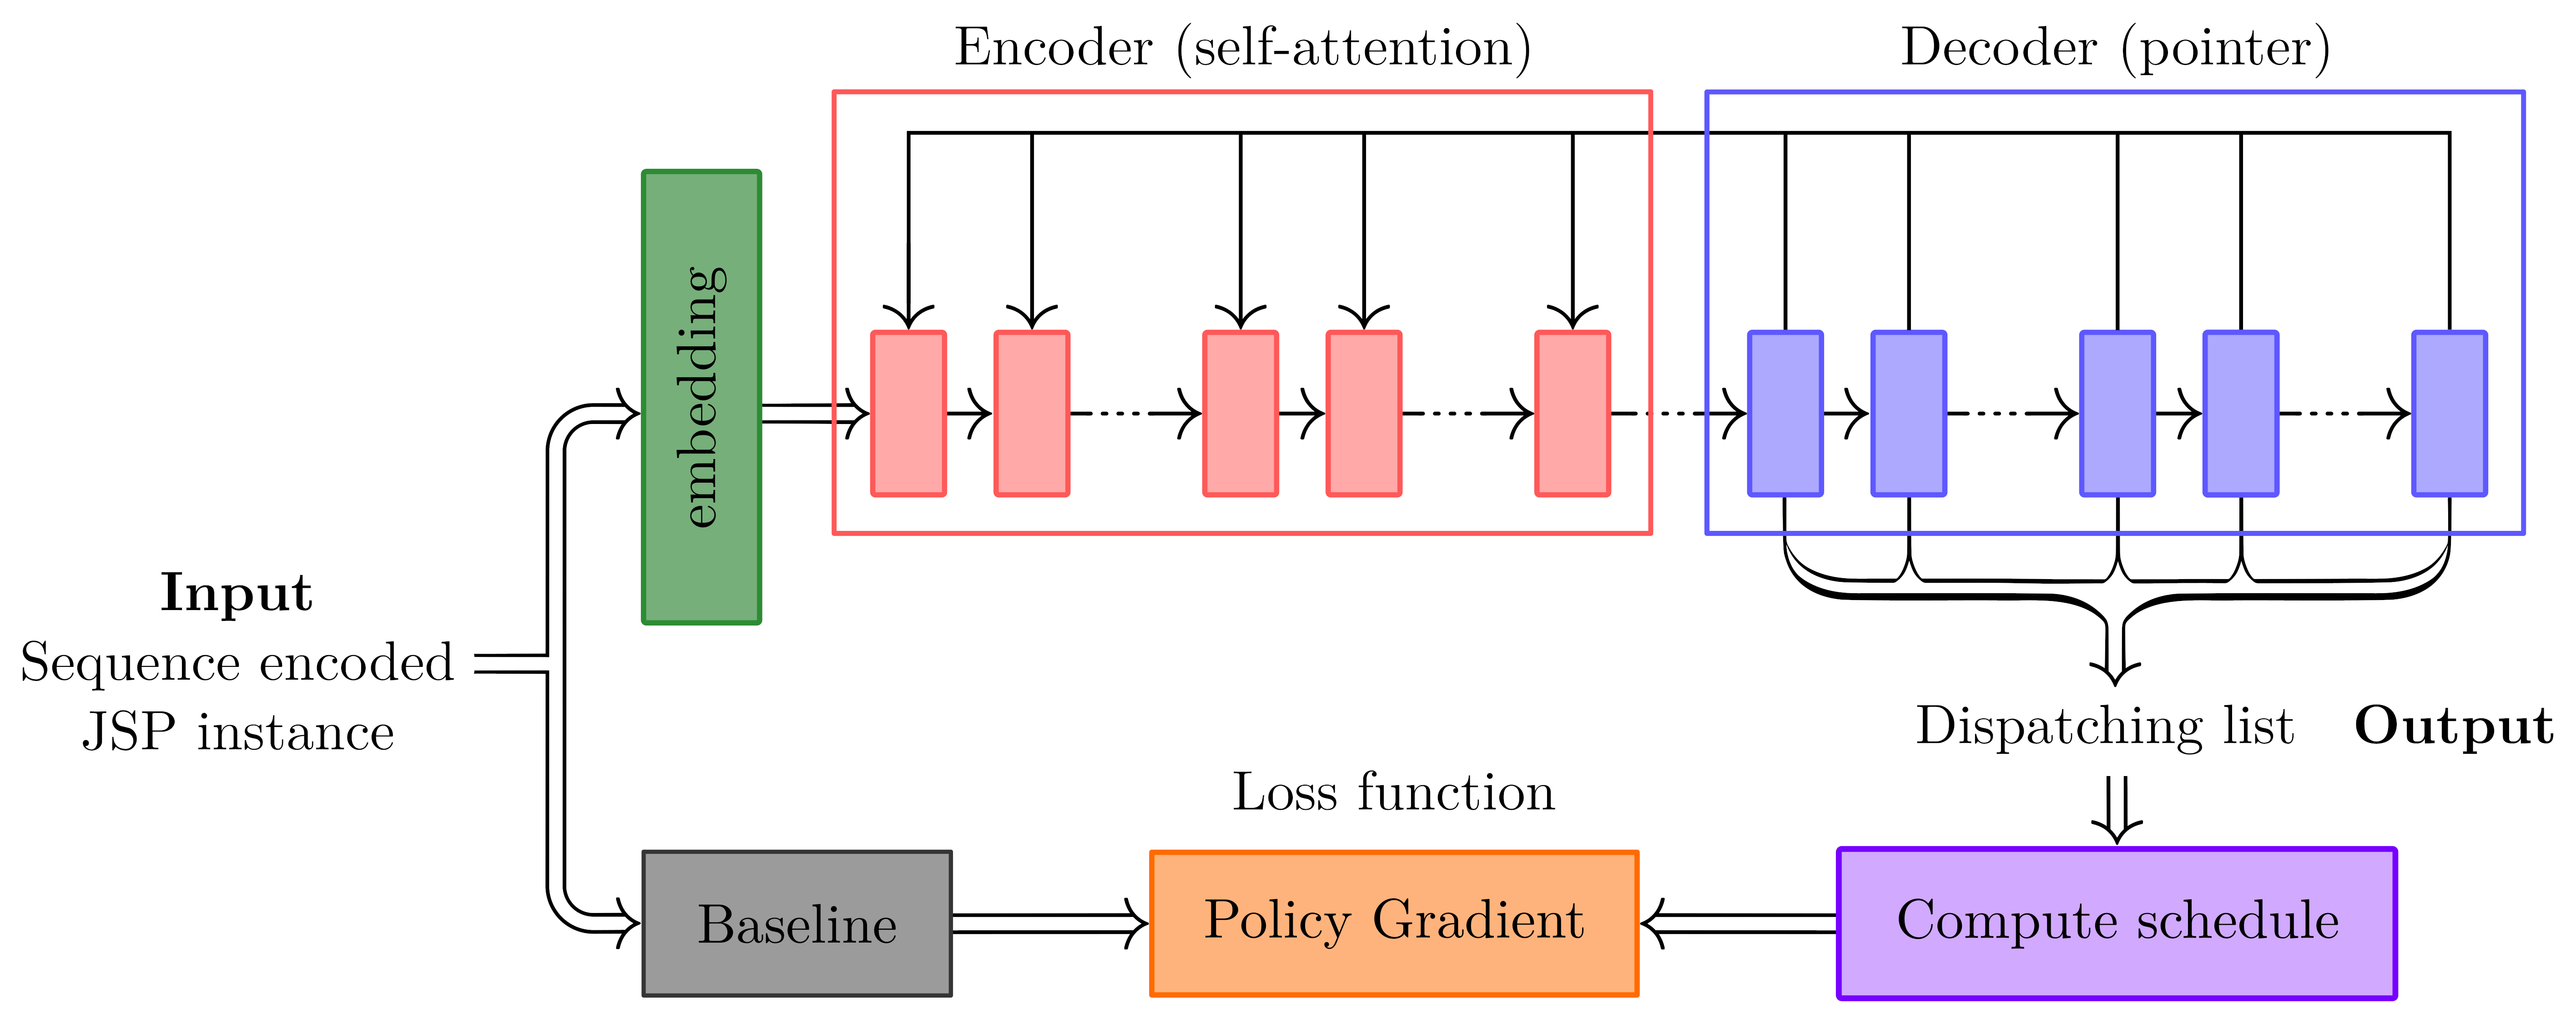 Encoder (self-attention)
Decoder (pointer)
embedding
Input
Sequence encoded
JSP instance
Dispatching list
Output
Loss function
Baseline
Policy Gradient
Compute schedule